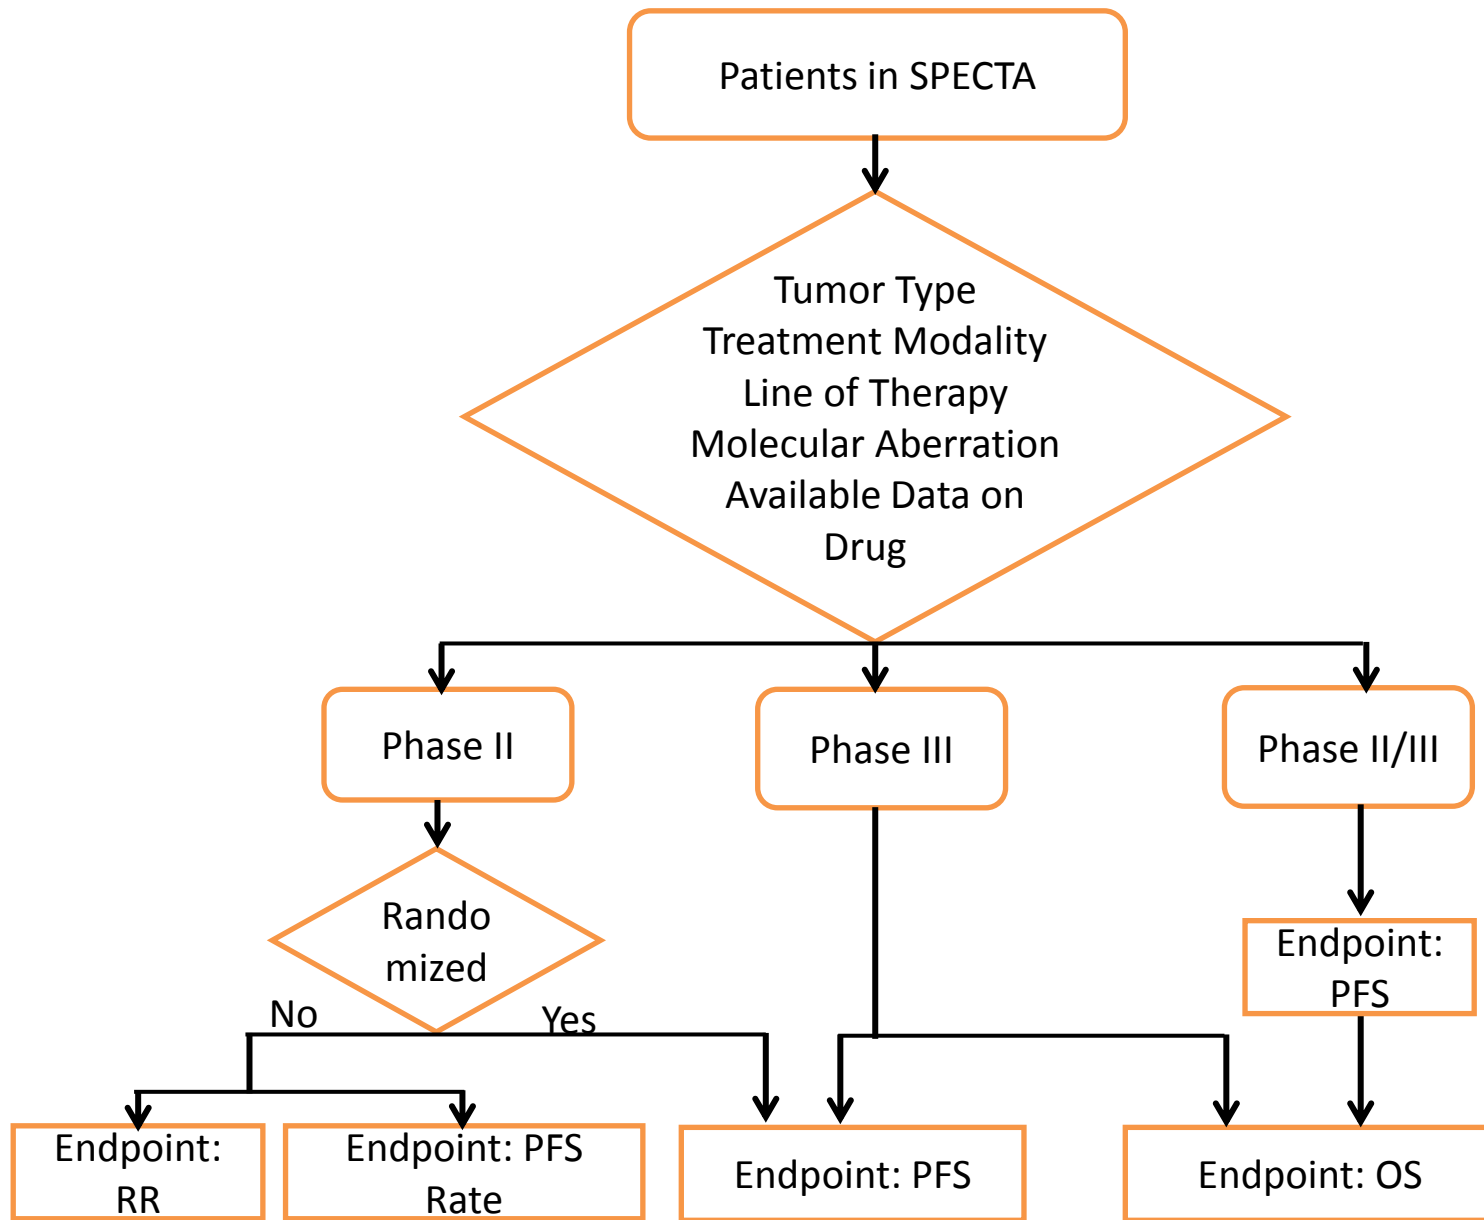 Patients in SPECTA
Tumor Type
Treatment Modality
Line of Therapy
Molecular Aberration
Available Data on
Drug
Phase II
Phase III
Phase II/III
Rando
mized
Endpoint:
PFS
No
Yes
Endpoint:
RR
Endpoint: PFS
Rate
Endpoint: PFS
Endpoint: OS